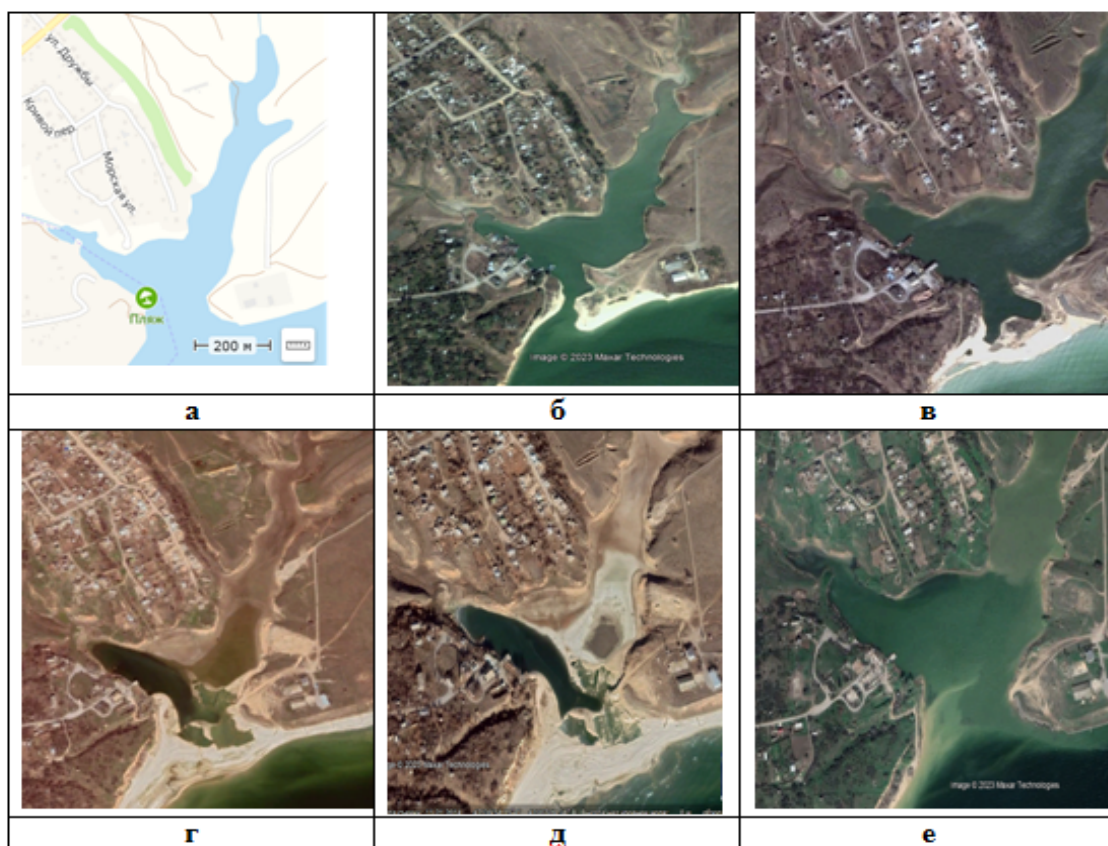 ул. Дружбы
Кривой пер.
Морская ул.
Пляж
200 м
Image © 2023 Maxar Technologies
а
б
в
Image © 2023 Maxar Technologies
г
д
е